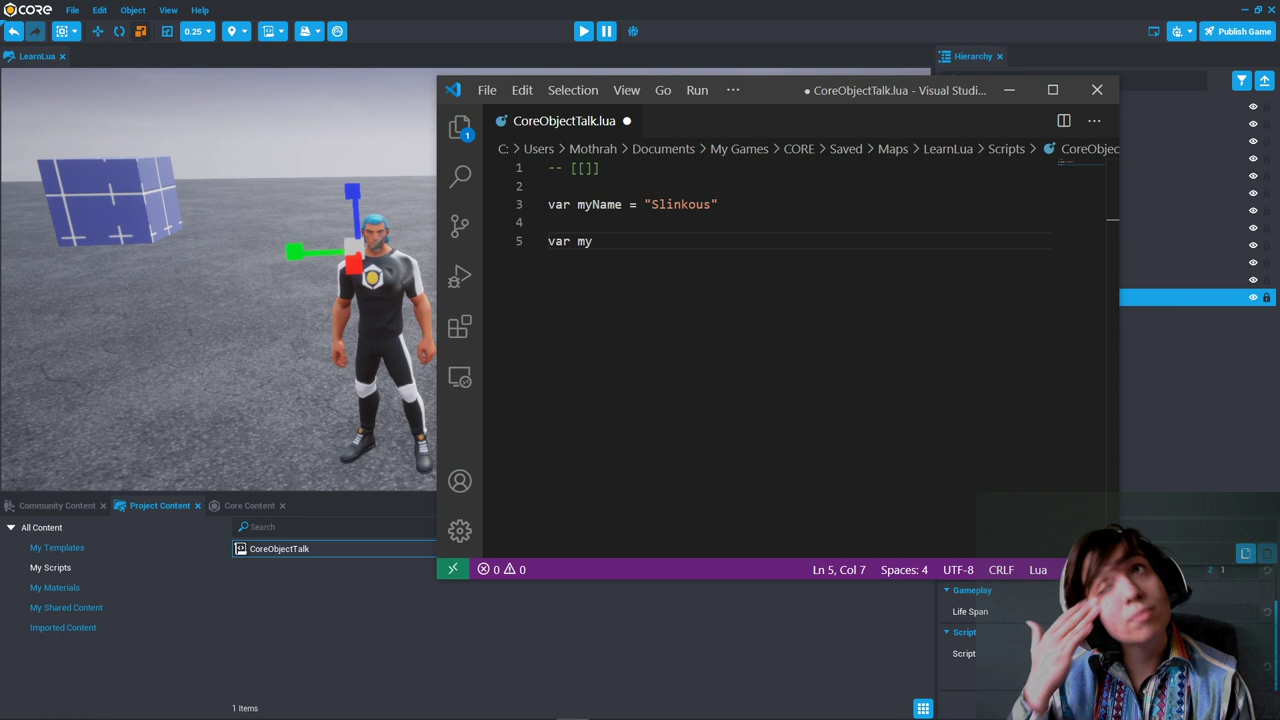 CORE File Edit Object View Help
0.25 Publish Game
LearnLua Hierarchy
File Edit Selection View Go Run ··· ● CoreObjectTalk.lua - Visual Studi...
CoreObjectTalk.lua
C: > Users > Mothrah > Documents > My Games > CORE > Saved > Maps > LearnLua > Scripts > CoreObjec
1 -- [[]]
2
3 var myName = "Slinkous"
4
5 var my
1
Community Content Project Content Core Content
All Content
My Templates
My Scripts
My Materials
My Shared Content
Imported Content
Search
CoreObjectTalk
1 Items
0 0 Ln 5, Col 7 Spaces: 4 UTF-8 CRLF Lua
Z 1
Gameplay
Life Span
Script
Script